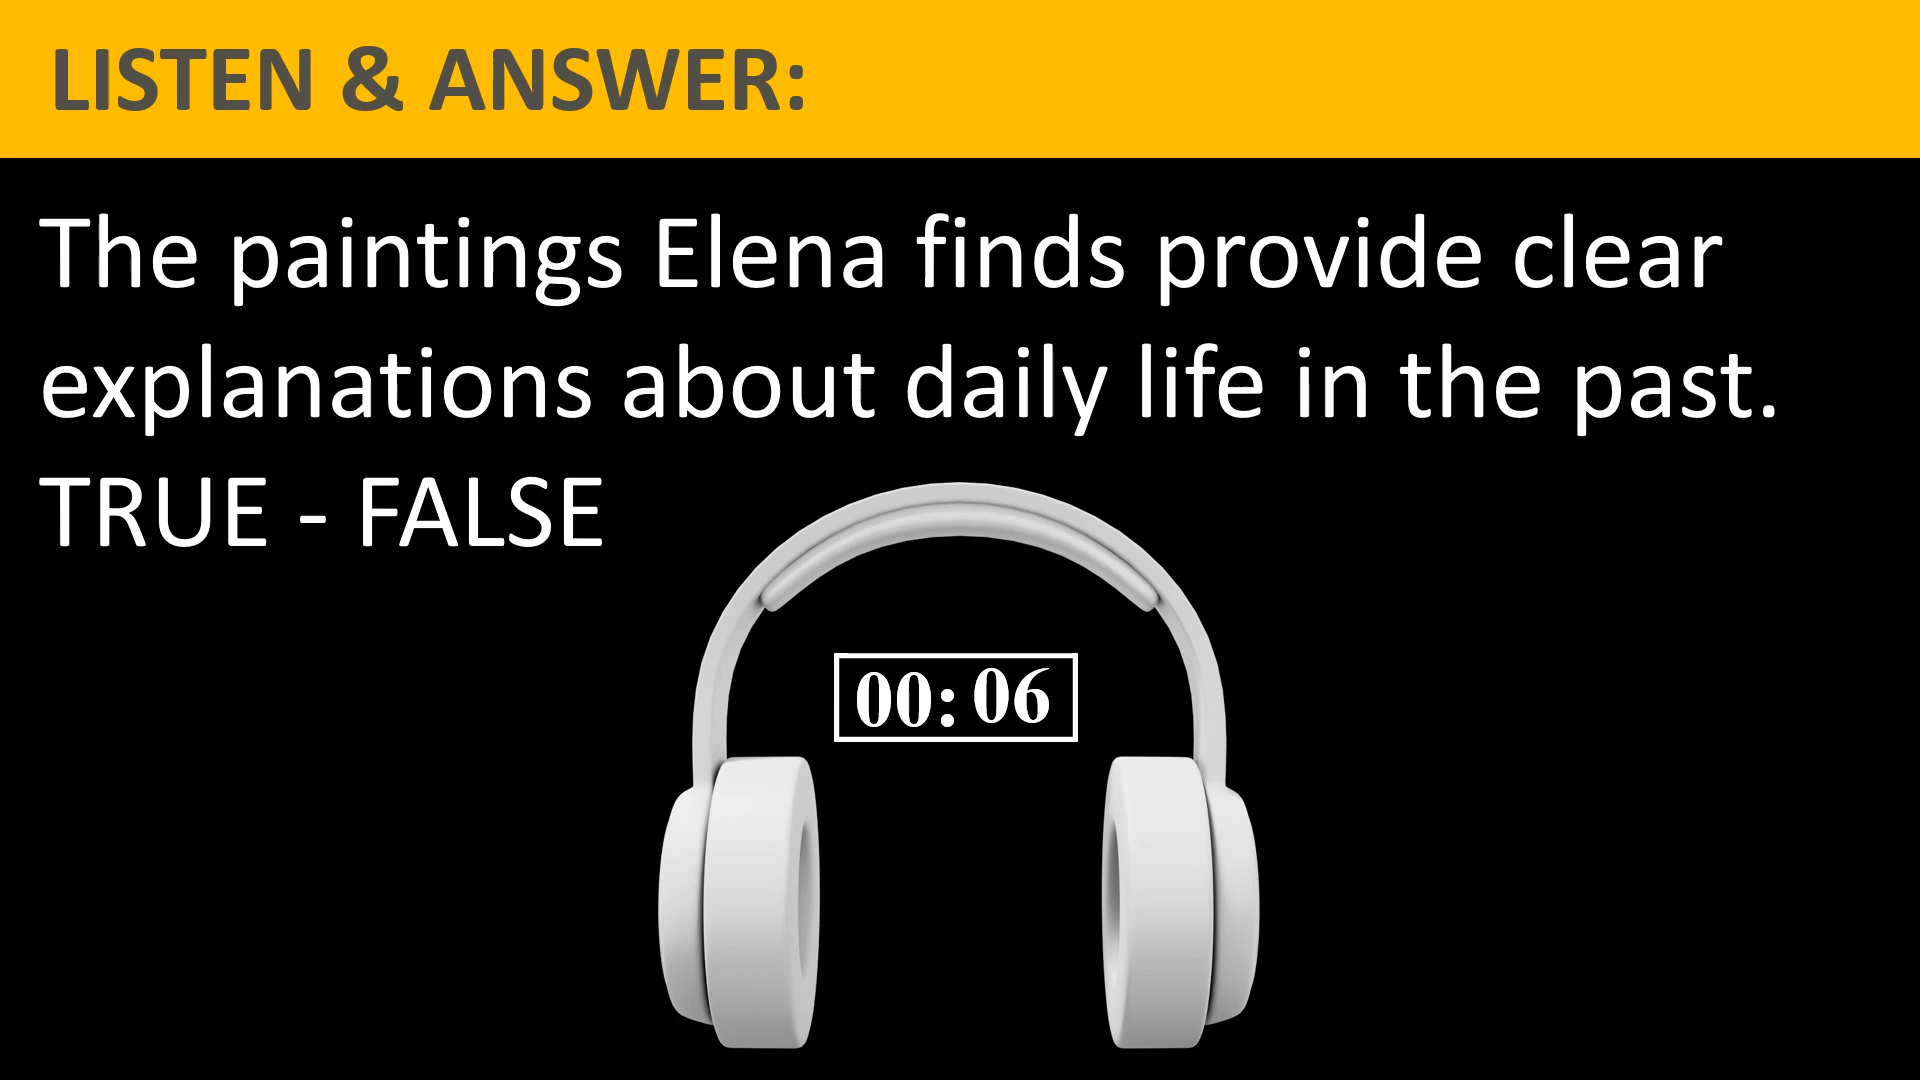 LISTEN & ANSWER:
The paintings Elena finds provide clear
explanations about daily life in the past.
TRUE - FALSE
00:06